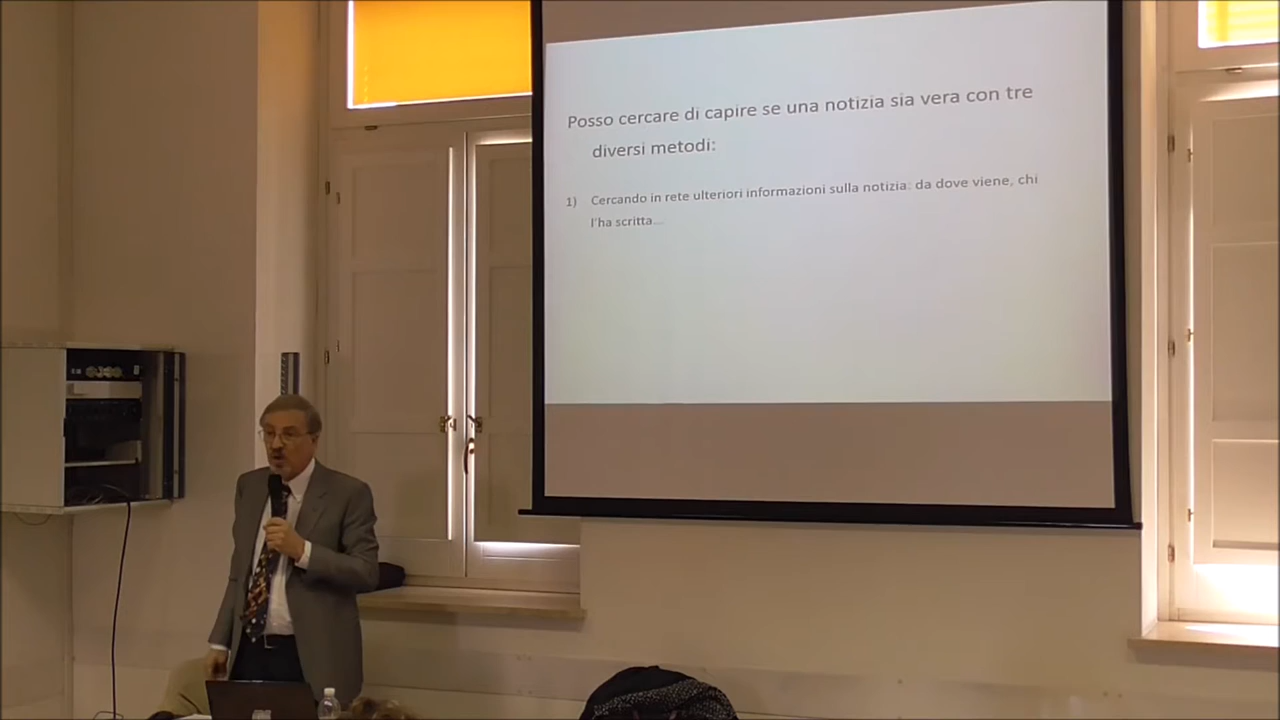 Posso cercare di capire se una notizia sia vera con tre
diversi metodi:
1) Cercando in rete ulteriori informazioni sulla notizia: da dove viene, chi
l'ha scritta...